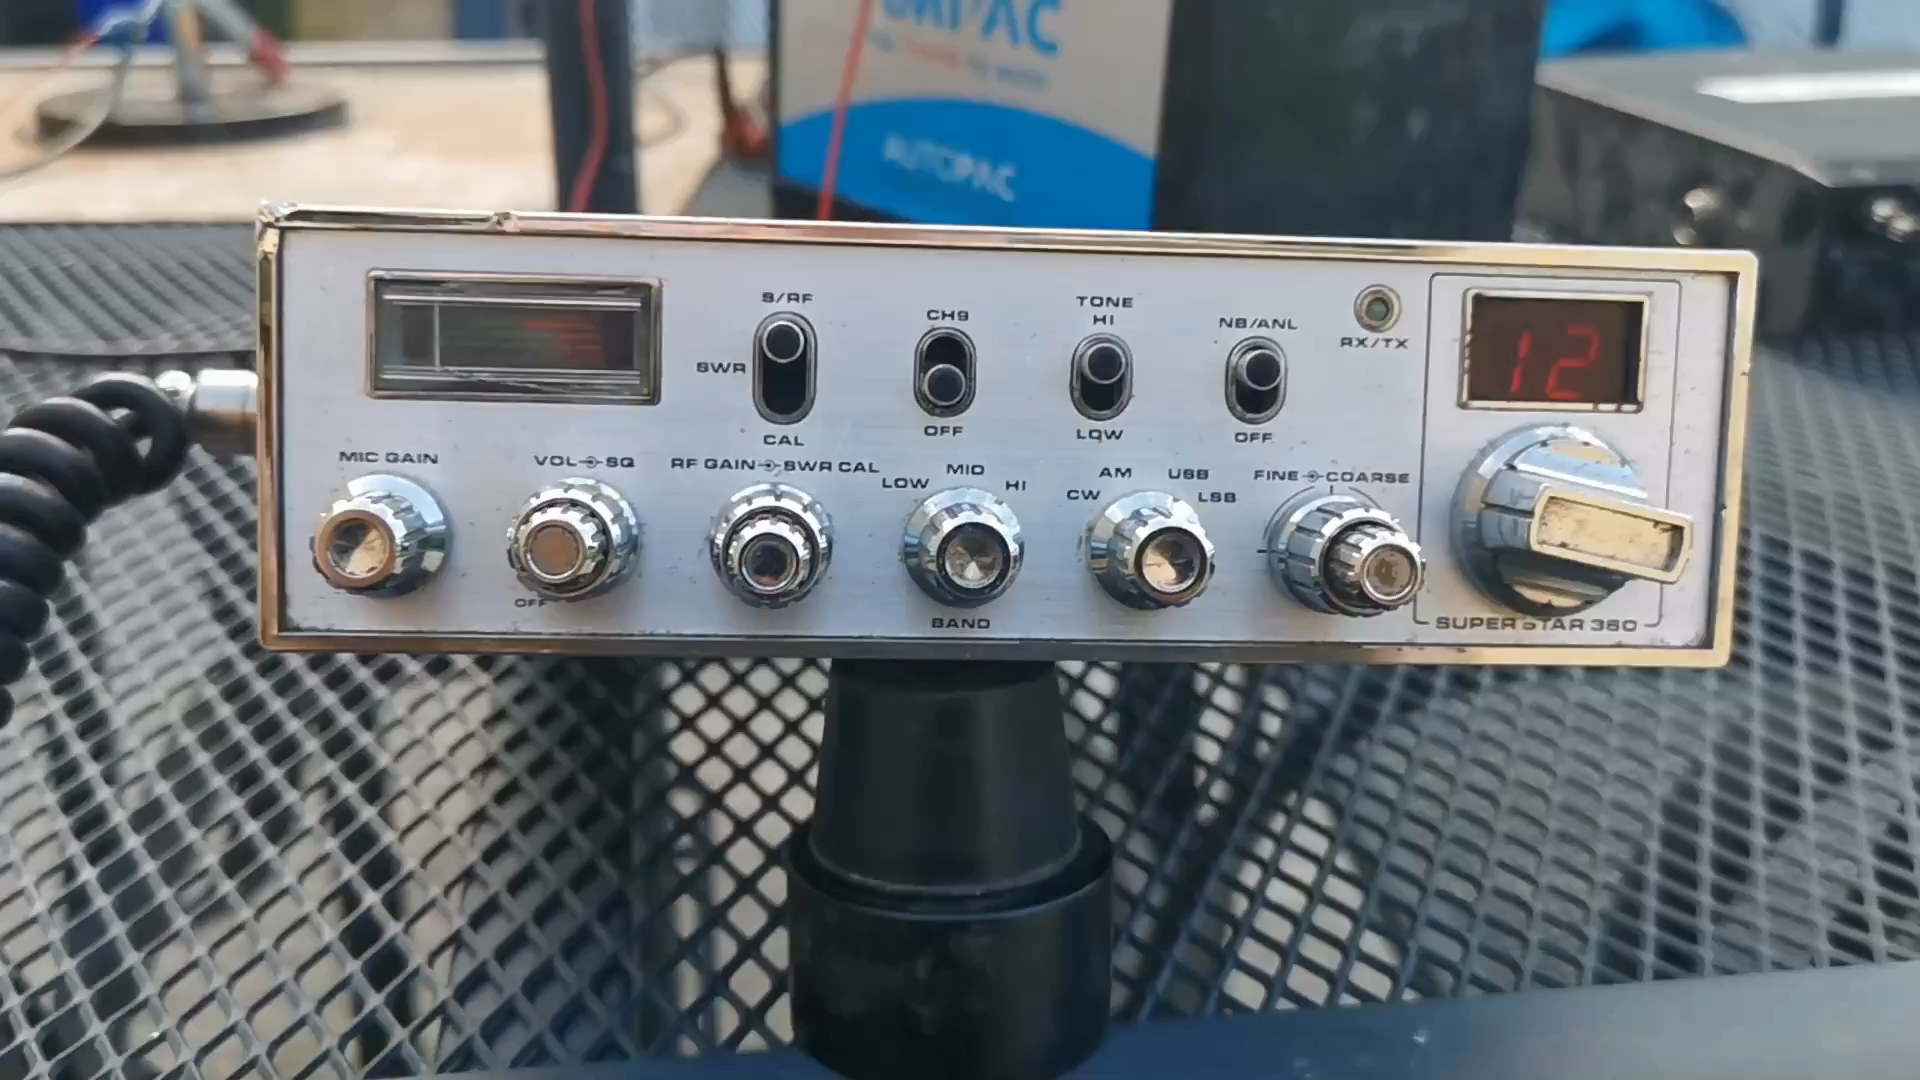 AUTOPAC
S/RF
SWR
CAL
CH9
OFF
TONE
HI
LOW
NB/ANL
OFF
RX/TX
12
MIC GAIN
VOL SQ
OFF
RF GAIN SWR CAL
LOW MID HI
BAND
CW AM USB LSB
FINE COARSE
SUPER STAR 360